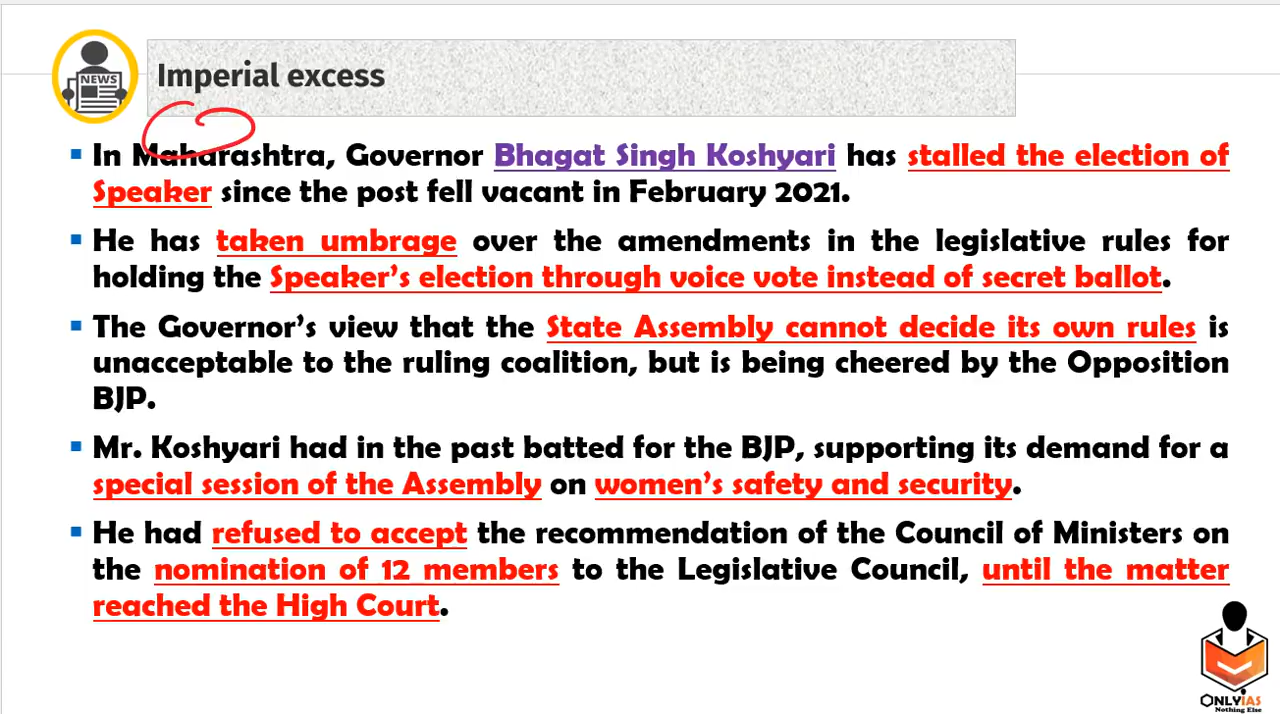 NEWS
Imperial excess
▪ In Maharashtra, Governor Bhagat Singh Koshyari has stalled the election of
Speaker since the post fell vacant in February 2021.
▪ He has taken umbrage over the amendments in the legislative rules for
holding the Speaker’s election through voice vote instead of secret ballot.
▪ The Governor’s view that the State Assembly cannot decide its own rules is
unacceptable to the ruling coalition, but is being cheered by the Opposition
BJP.
▪ Mr. Koshyari had in the past batted for the BJP, supporting its demand for a
special session of the Assembly on women’s safety and security.
▪ He had refused to accept the recommendation of the Council of Ministers on
the nomination of 12 members to the Legislative Council, until the matter
reached the High Court.
ONLYIAS
Nothing Else